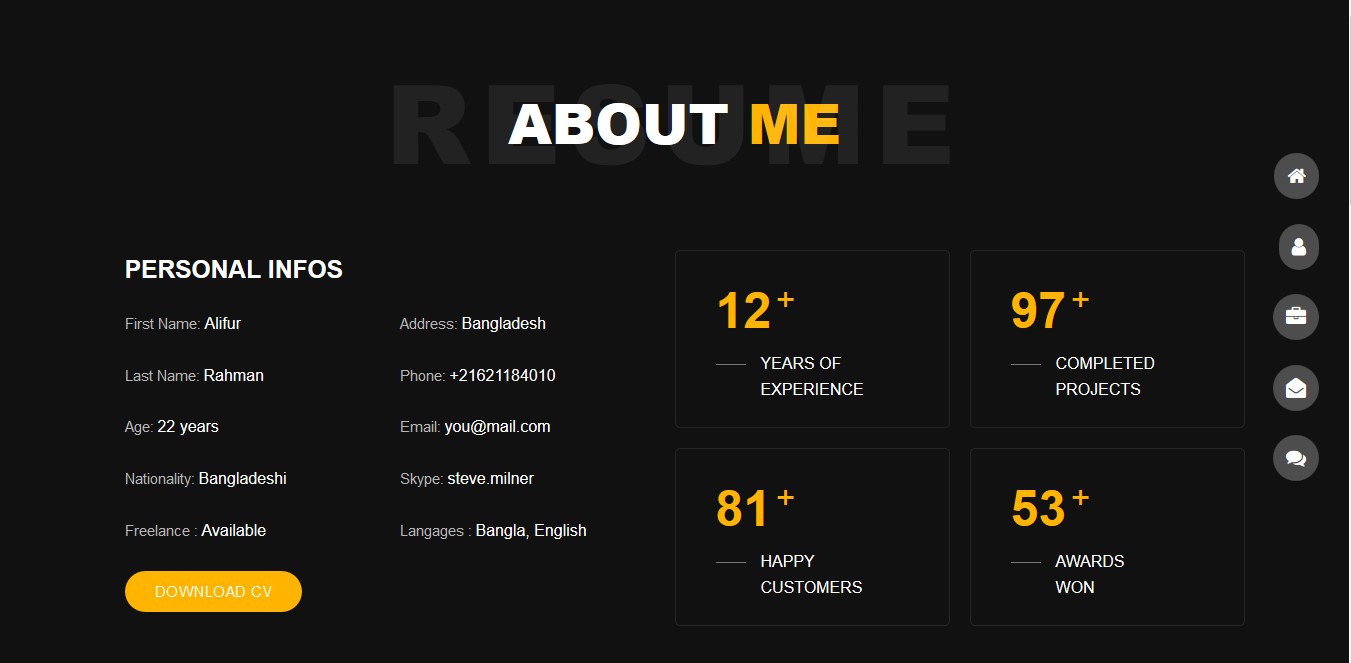 RESUME
ABOUT ME
PERSONAL INFOS
First Name: Alifur
Last Name: Rahman
Age: 22 years
Nationality: Bangladeshi
Freelance : Available
Address: Bangladesh
Phone: +21621184010
Email: you@mail.com
Skype: steve.milner
Langages : Bangla, English
DOWNLOAD CV
12+
YEARS OF
EXPERIENCE
97+
COMPLETED
PROJECTS
81+
HAPPY
CUSTOMERS
53+
AWARDS
WON